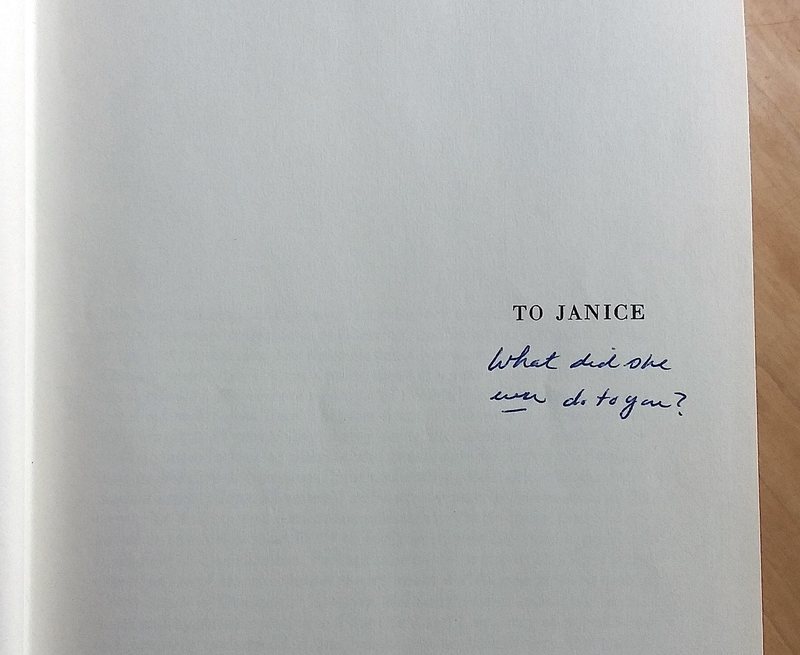 TO JANICE
What did she
ever do to you?